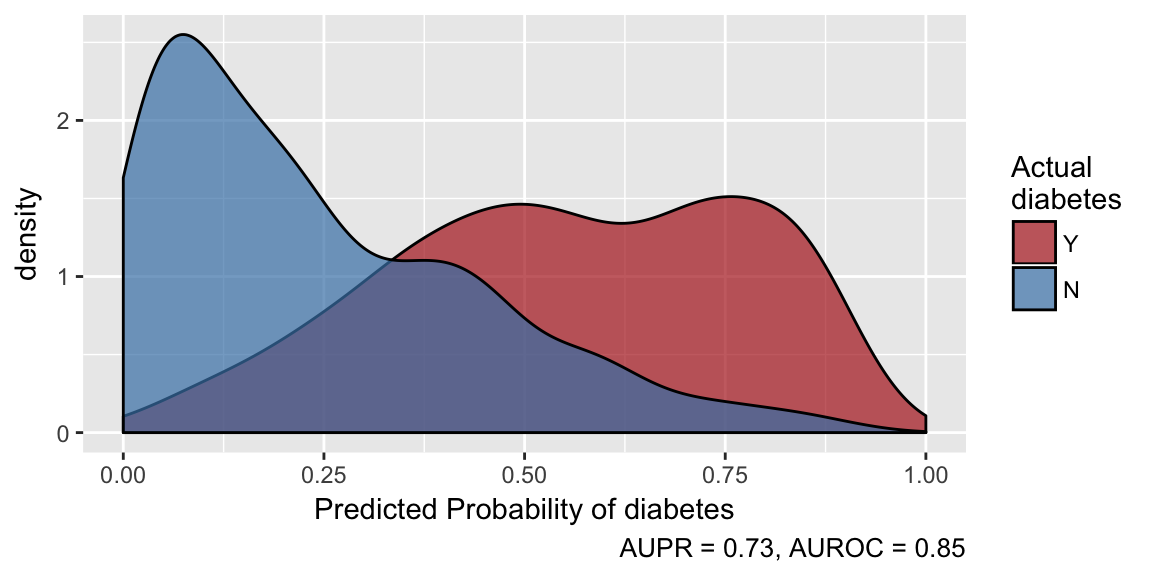 density
2
1
0
0.00 0.25 0.50 0.75 1.00
Predicted Probability of diabetes
AUPR = 0.73, AUROC = 0.85
Actual
diabetes
Y
N